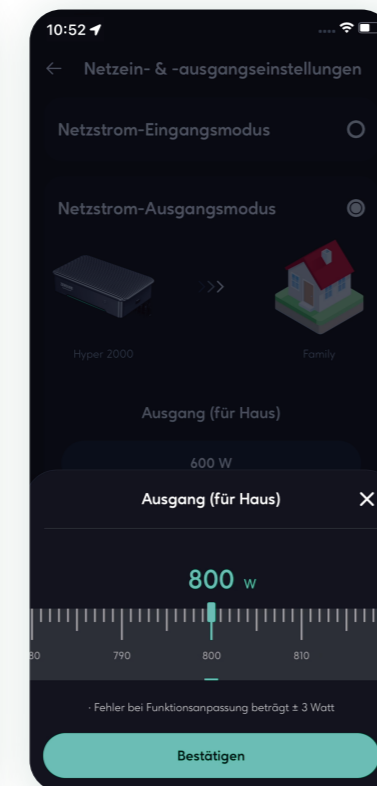 10:52
Netzein- & -ausgangseinstellungen
Netzstrom-Eingangsmodus
Netzstrom-Ausgangsmodus
Hyper 2000
Family
Ausgang (für Haus)
600 W
Ausgang (für Haus)
800 W
80 790 800 810
· Fehler bei Funktionsanpassung beträgt ± 3 Watt
Bestätigen